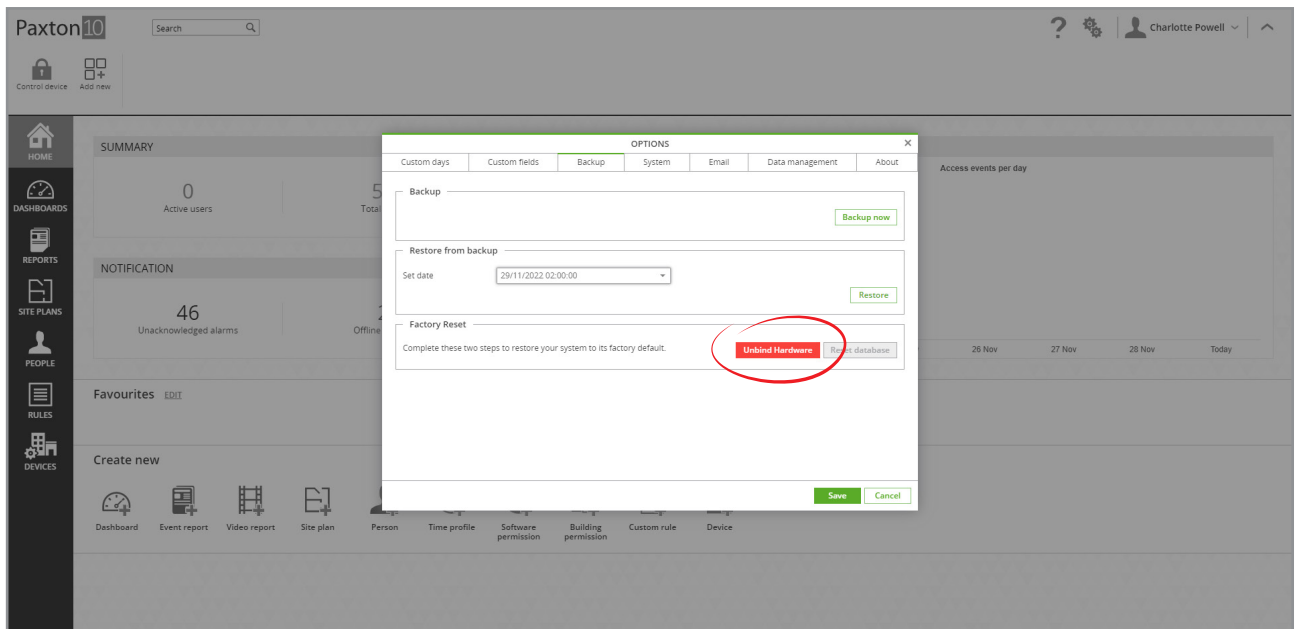 Paxton 10
Search
Charlotte Powell
Control device
Add new
HOME
DASHBOARDS
REPORTS
SITE PLANS
PEOPLE
RULES
DEVICES
SUMMARY
0
Active users
5
Total
NOTIFICATION
46
Unacknowledged alarms
Offline
Access events per day
26 Nov 27 Nov 28 Nov Today
OPTIONS
Custom days Custom fields Backup System Email Data management About
Backup
Backup now
Restore from backup
Set date 29/11/2022 02:00:00
Restore
Factory Reset
Complete these two steps to restore your system to its factory default. Unbind Hardware Reset database
Save Cancel
Favourites EDIT
Create new
Dashboard Event report Video report Site plan Person Time profile Software permission Building permission Custom rule Device